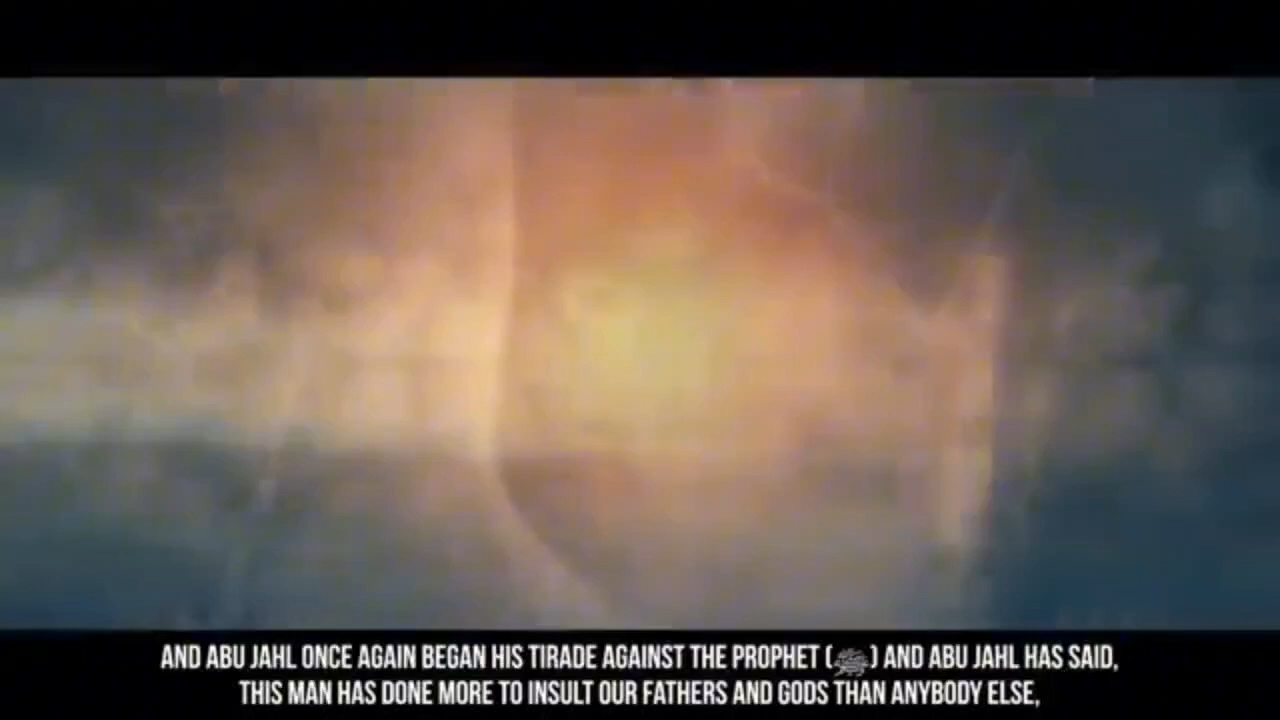 AND ABU JAHL ONCE AGAIN BEGAN HIS TIRADE AGAINST THE PROPHET (ﷺ) AND ABU JAHL HAS SAID,
THIS MAN HAS DONE MORE TO INSULT OUR FATHERS AND GODS THAN ANYBODY ELSE,